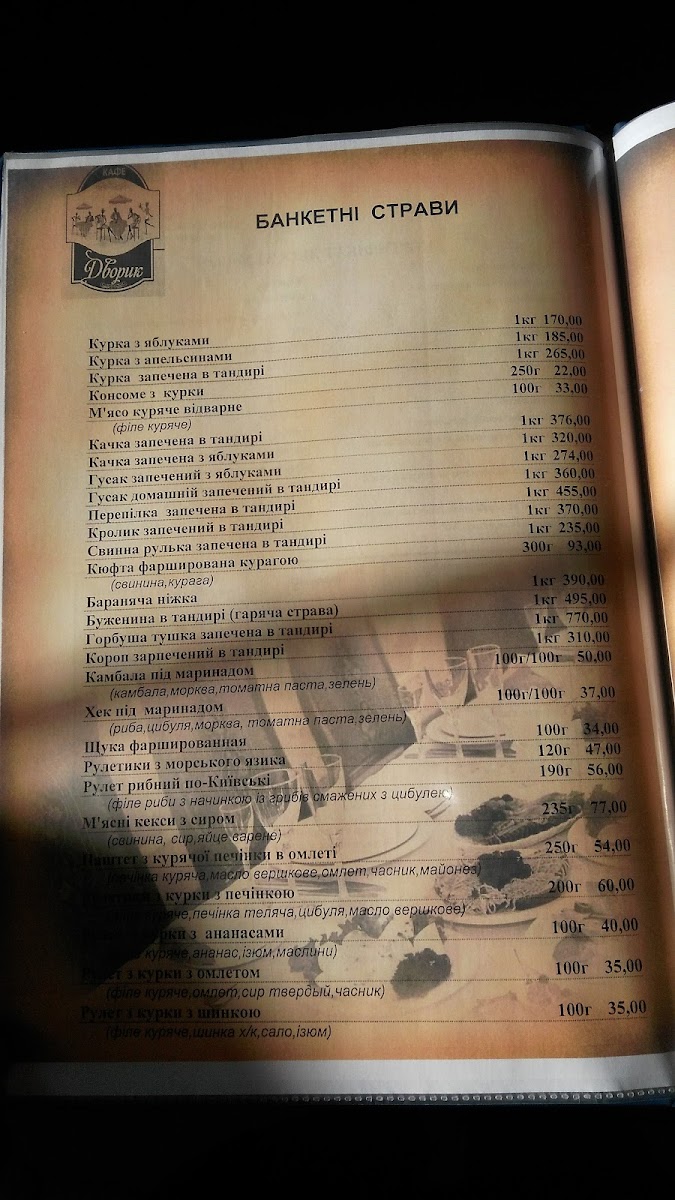 КАФЕ
Дворик
БАНКЕТНІ СТРАВИ
Курка з яблуками 1кг 170,00
Курка з апельсинами 1кг 185,00
Курка запечена в тандирі 1кг 265,00
Консоме з курки 250г 22,00
М'ясо куряче відварне 100г 33,00
(філе куряче)
Качка запечена в тандирі 1кг 376,00
Качка запечена з яблуками 1кг 320,00
Гусак запечений з яблуками 1кг 274,00
Гусак домашній запечений в тандирі 1кг 360,00
Перепілка запечена в тандирі 1кг 455,00
Кролик запечений в тандирі 1кг 370,00
Свинна рулька запечена в тандирі 1кг 235,00
Кюфта фарширована курагою 300г 93,00
(свинина,курага)
Бараняча ніжка 1кг 390,00
Буженина в тандирі (гаряча страва) 1кг 495,00
Горбуша тушка запечена в тандирі 1кг 770,00
Короп зарпечений в тандирі 1кг 310,00
Камбала під маринадом 100г/100г 50,00
(камбала,морква,томатна паста,зелень)
Хек під маринадом 100г/100г 37,00
(риба,цибуля,морква, томатна паста,зелень)
Щука фаршированная 100г 34,00
Рулетики з морського язика 120г 47,00
Рулет рибний по-Київські 190г 56,00
(філе риби з начинкою із грибів смажених з цибулек)
М'ясні кекси з сиром 235г 77,00
(свинина, сир,яйце варене)
Паштет з курячої печінки в омлеті 250г 54,00
(печінка куряча,масло вершкове,омлет,часник,майонез)
з курки з печінкою 200г 60,00
куряче,печінка теляча,цибуля,масло вершкове)
курки з ананасами 100г 40,00
куряче,ананас,ізюм,маслини)
Рулет з курки з омлетом 100г 35,00
(філе куряче,омлет,сир твердый,часник)
Рулет з курки з шинкою 100г 35,00
(філе куряче,шинка х/к,сало,ізюм)